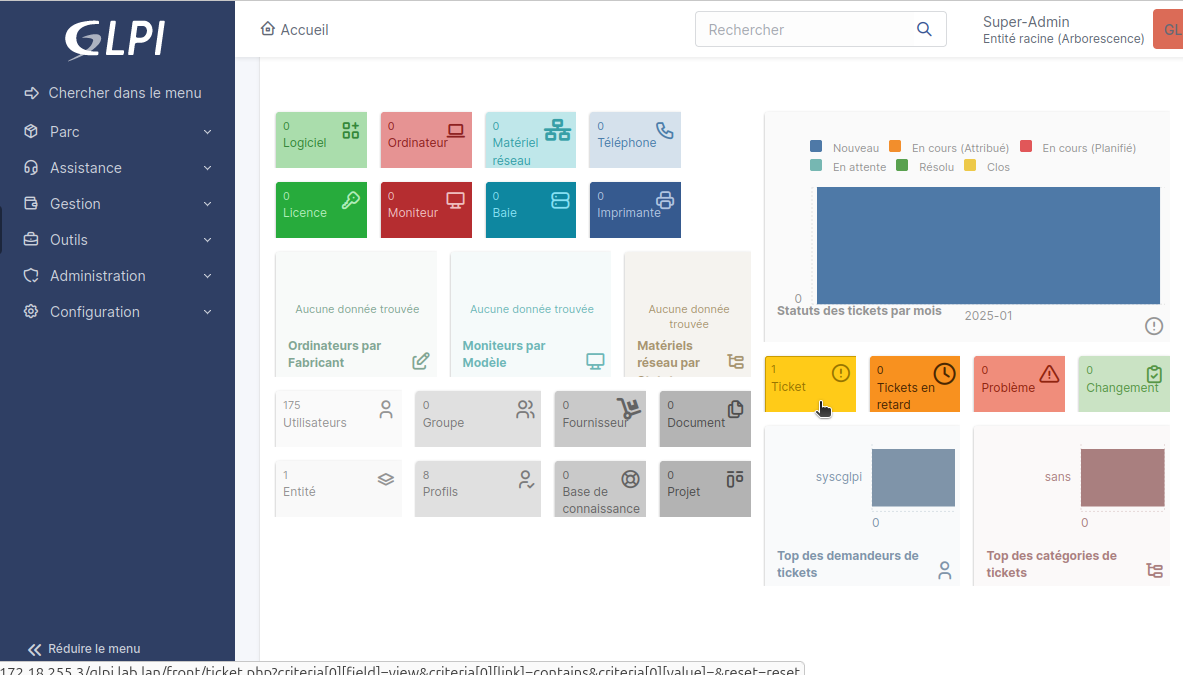 GLPI
Accueil
Rechercher
Super-Admin
Entité racine (Arborescence)
GL
Chercher dans le menu
Parc
Assistance
Gestion
Outils
Administration
Configuration
Réduire le menu
0
Logiciel
0
Ordinateur
0
Matériel
réseau
0
Téléphone
0
Licence
0
Moniteur
0
Baie
0
Imprimante
Aucune donnée trouvée
Ordinateurs par
Fabricant
Aucune donnée trouvée
Moniteurs par
Modèle
Aucune donnée
trouvée
Matériels
réseau par
175
Utilisateurs
0
Groupe
0
Fournisseur
0
Document
1
Entité
8
Profils
0
Base de
connaissance
0
Projet
Nouveau En cours (Attribué) En cours (Planifié)
En attente Résolu Clos
0
Statuts des tickets par mois
2025-01
1
Ticket
0
Tickets en
retard
0
Problème
0
Changement
syscglpi
0
Top des demandeurs de
tickets
sans
0
Top des catégories de
tickets
172.18.255.3/glpi.lab.lan/front/ticket.php?criteria[0][field]=view&criteria[0][link]=contains&criteria[0][value]=&reset=reset